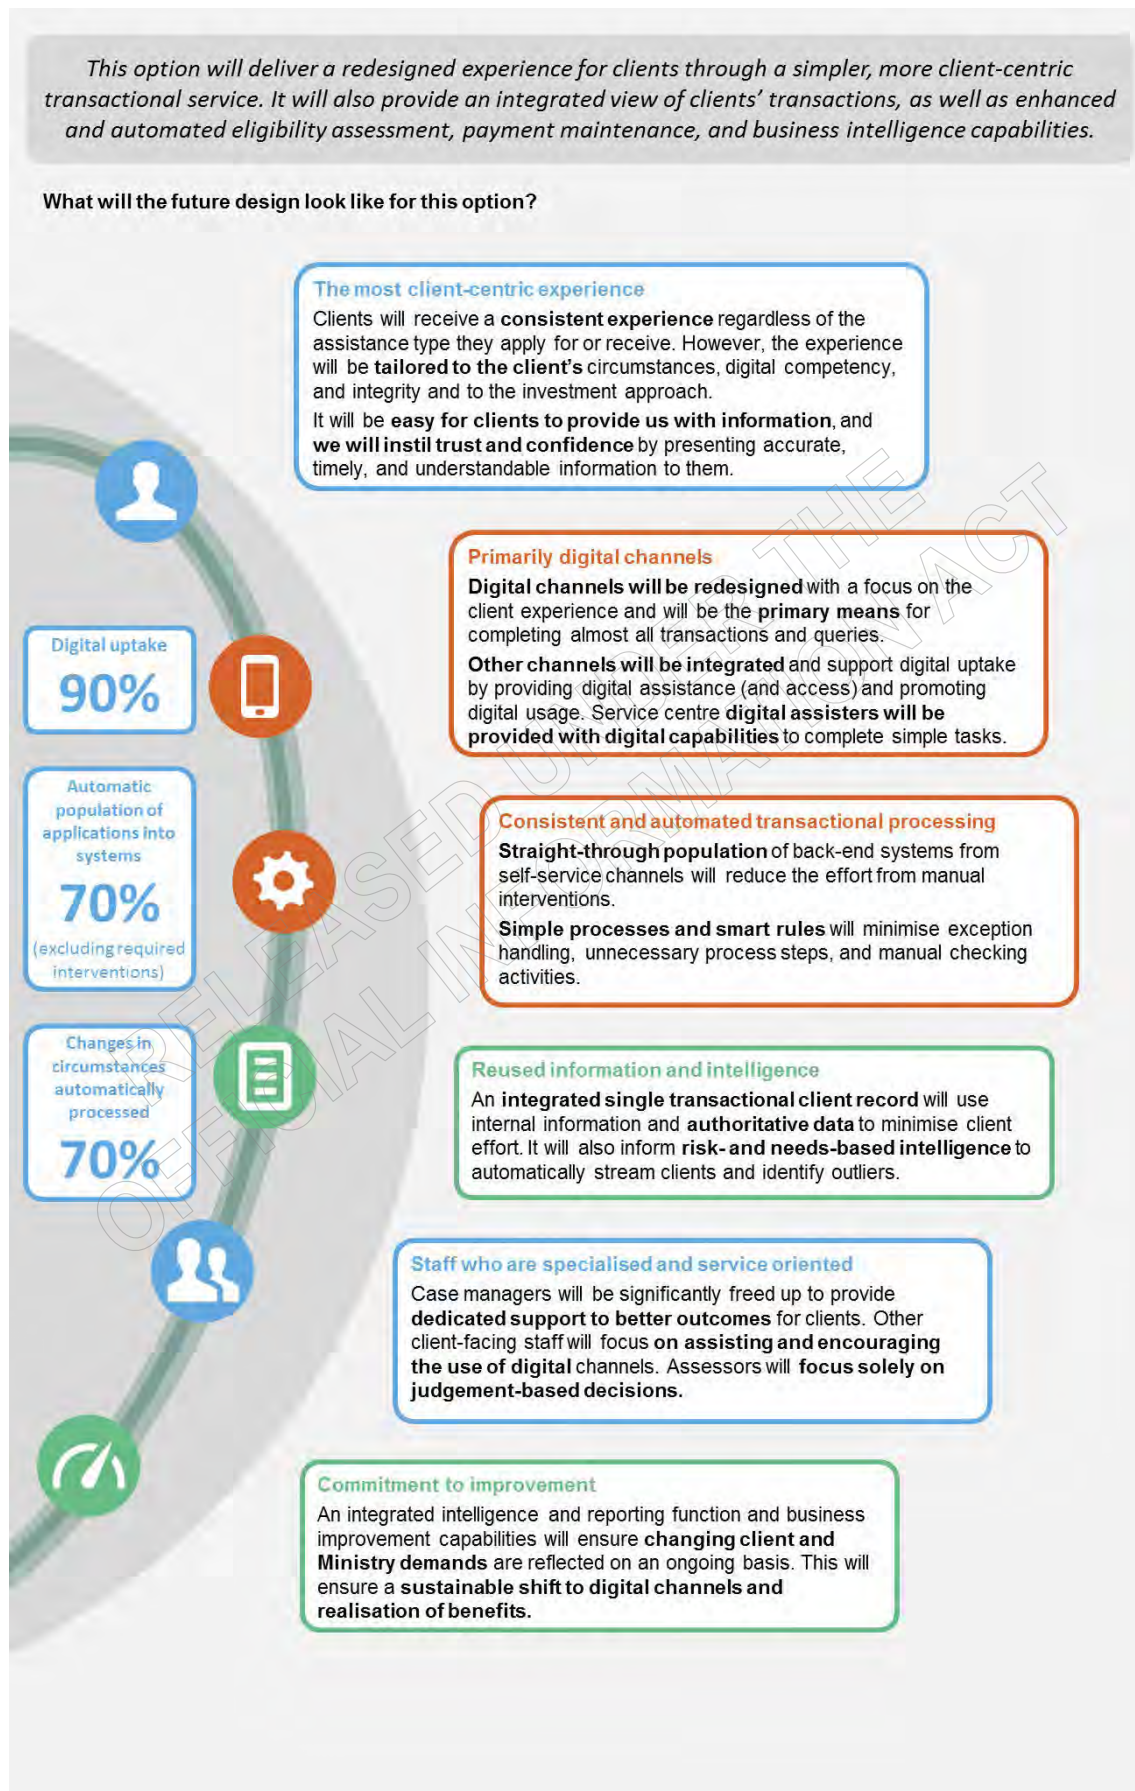 This option will deliver a redesigned experience for clients through a simpler, more client-centric
transactional service. It will also provide an integrated view of clients' transactions, as well as enhanced
and automated eligibility assessment, payment maintenance, and business intelligence capabilities.
What will the future design look like for this option?
The most client-centric experience
Clients will receive a consistent experience regardless of the
assistance type they apply for or receive. However, the experience
will be tailored to the client's circumstances, digital competency,
and integrity and to the investment approach.
It will be easy for clients to provide us with information, and
we will instil trust and confidence by presenting accurate,
timely, and understandable information to them.
Primarily digital channels
Digital channels will be redesigned with a focus on the
client experience and will be the primary means for
completing almost all transactions and queries.
Other channels will be integrated and support digital uptake
by providing digital assistance (and access) and promoting
digital usage. Service centre digital assisters will be
provided with digital capabilities to complete simple tasks.
Digital uptake
90%
Automatic
population of
applications into
systems
70%
(excluding required
interventions)
Consistent and automated transactional processing
Straight-through population of back-end systems from
self-service channels will reduce the effort from manual
interventions.
Simple processes and smart rules will minimise exception
handling, unnecessary process steps, and manual checking
activities.
Changes in
circumstances
automatically
processed
70%
Reused information and intelligence
An integrated single transactional client record will use
internal information and authoritative data to minimise client
effort. It will also inform risk- and needs-based intelligence to
automatically stream clients and identify outliers.
Staff who are specialised and service oriented
Case managers will be significantly freed up to provide
dedicated support to better outcomes for clients. Other
client-facing staff will focus on assisting and encouraging
the use of digital channels. Assessors will focus solely on
judgement-based decisions.
Commitment to improvement
An integrated intelligence and reporting function and business
improvement capabilities will ensure changing client and
Ministry demands are reflected on an ongoing basis. This will
ensure a sustainable shift to digital channels and
realisation of benefits.
RELEASED UNDER THE
OFFICIAL INFORMATION ACT